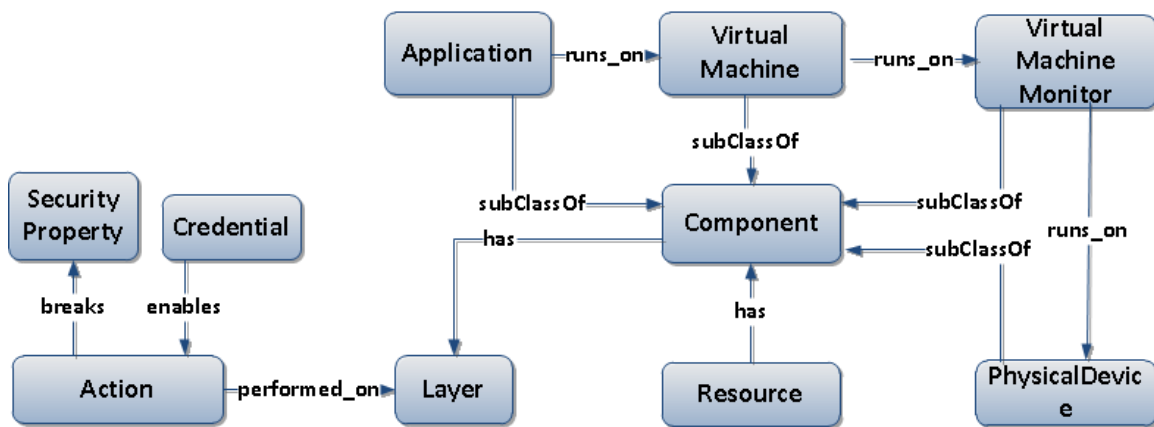 Application
runs_on
Virtual
Machine
runs_on
Virtual
Machine
Monitor
subClassOf
Security
Property
Credential
subClassOf
Component
subClassOf
has
subClassOf
runs_on
breaks
enables
has
Action
performed_on
Layer
Resource
PhysicalDevic
e